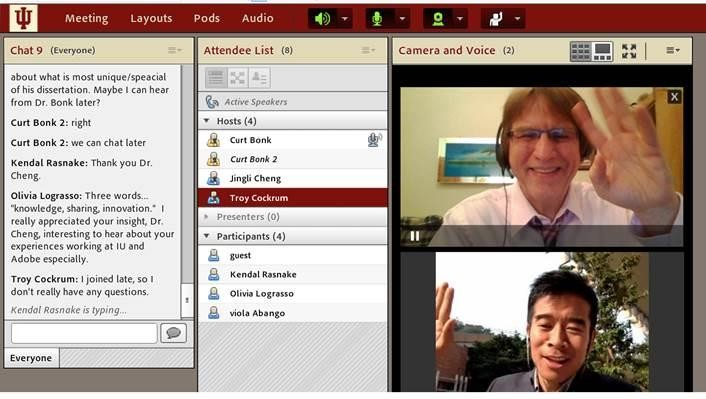 Meeting Layouts Pods Audio
Chat 9 (Everyone)
about what is most unique/speacial
of his dissertation. Maybe I can hear
from Dr. Bonk later?
Curt Bonk 2: right
Curt Bonk 2: we can chat later
Kendal Rasnake: Thank you Dr.
Cheng.
Olivia Lograsso: Three words...
"knowledge, sharing, innovation." I
really appreciated your insight, Dr.
Cheng, interesting to hear about your
experiences working at IU and
Adobe especially.
Troy Cockrum: I joined late, so I
don't really have any questions.
Kendal Rasnake is typing...
Everyone
Attendee List (8)
Active Speakers
Hosts (4)
Curt Bonk
Curt Bonk 2
Jingli Cheng
Troy Cockrum
Presenters (0)
Participants (4)
guest
Kendal Rasnake
Olivia Lograsso
viola Abango
Camera and Voice (2)
X